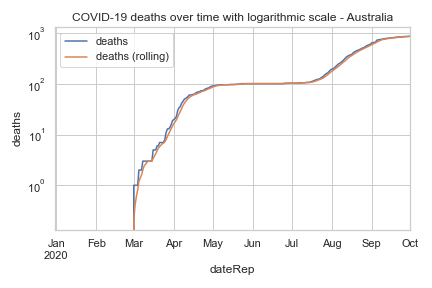 COVID-19 deaths over time with logarithmic scale - Australia
deaths
deaths (rolling)
10³
10²
10¹
10⁰
deaths
Jan Feb Mar Apr May Jun Jul Aug Sep Oct
2020
dateRep